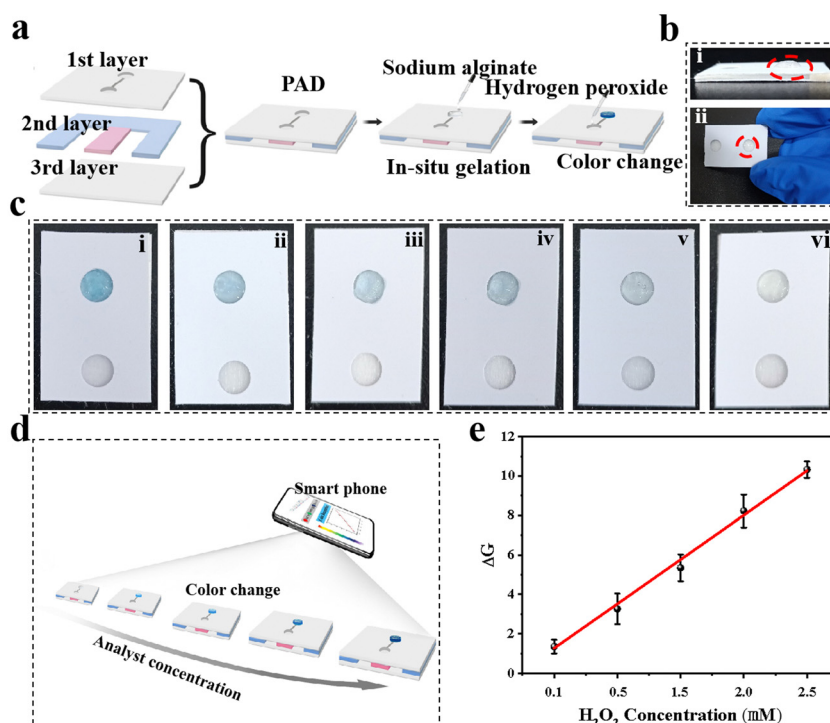 a
1st layer
2nd layer
3rd layer
PAD
Sodium alginate
Hydrogen peroxide
In-situ gelation
Color change
b
i
ii
c
i
ii
iii
iv
v
vi
d
Smart phone
Color change
Analyst concentration
e
12
10
8
6
4
2
0
ΔG
0.1
0.5
1.5
2.0
2.5
H₂O₂ Concentration (mM)